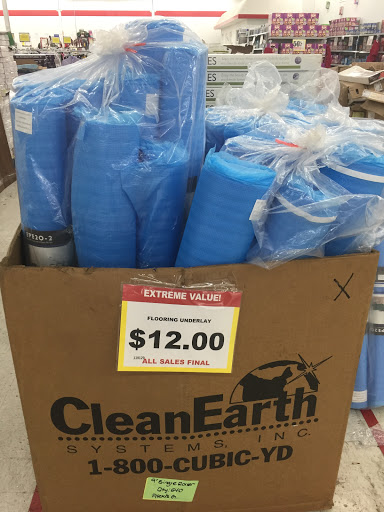 EXTREME VALUE!
FLOORING UNDERLAY
$12.00
ALL SALES FINAL
X
CleanEarth
SYSTEMS, INC.
1-800-CUBIC-YD